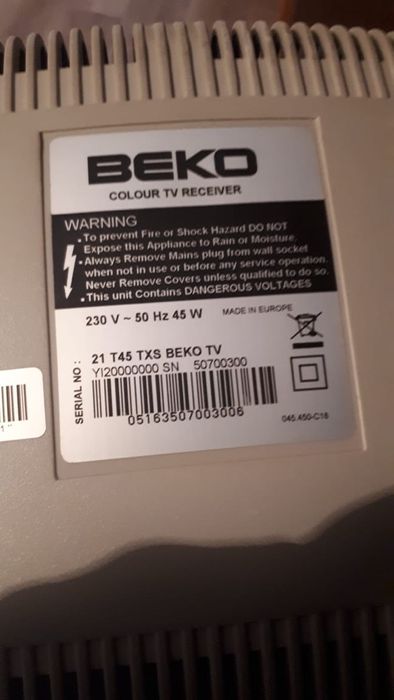 BEKO
COLOUR TV RECEIVER
WARNING
• To prevent Fire or Shock Hazard DO NOT
Expose this Appliance to Rain or Moisture.
• Always Remove Mains plug from wall socket
when not in use or before any service operation.
Never Remove Covers unless qualified to do so.
• This unit Contains DANGEROUS VOLTAGES
230 V ~ 50 Hz 45 W MADE IN EUROPE
SERIAL NO :
21 T45 TXS BEKO TV
YI20000000 SN 50700300
05163507003006
045.450-C16